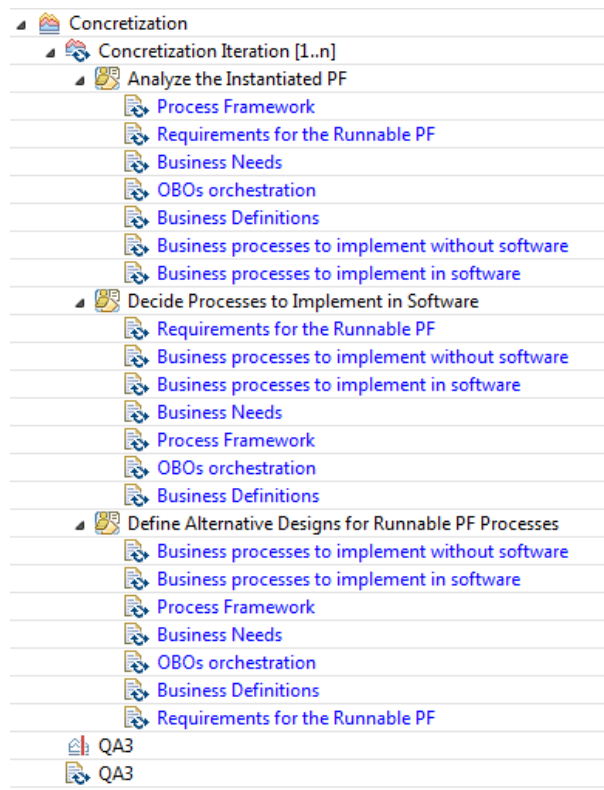 Concretization
Concretization Iteration [1..n]
Analyze the Instantiated PF
Process Framework
Requirements for the Runnable PF
Business Needs
OBOs orchestration
Business Definitions
Business processes to implement without software
Business processes to implement in software
Decide Processes to Implement in Software
Requirements for the Runnable PF
Business processes to implement without software
Business processes to implement in software
Business Needs
Process Framework
OBOs orchestration
Business Definitions
Define Alternative Designs for Runnable PF Processes
Business processes to implement without software
Business processes to implement in software
Process Framework
Business Needs
OBOs orchestration
Business Definitions
Requirements for the Runnable PF
QA3
QA3